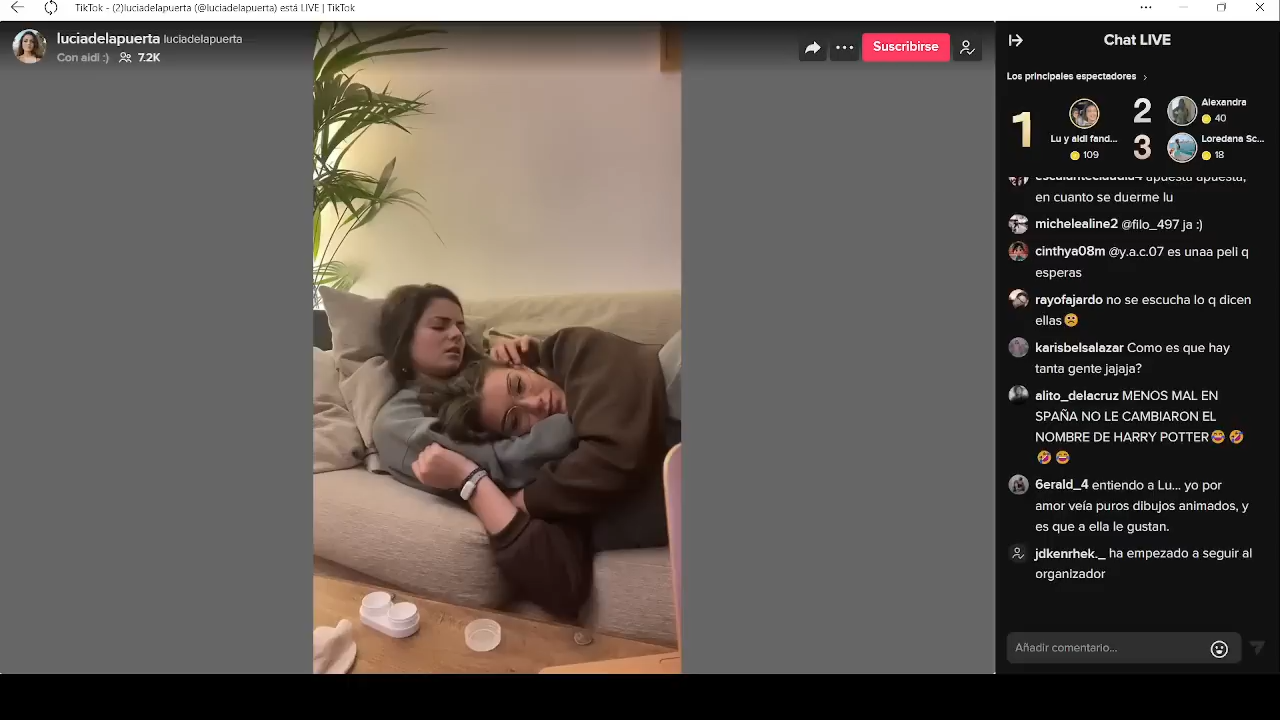 TikTok - (2)luciadelapuerta (@luciadelapuerta) está LIVE | TikTok
luciadelapuerta luciadelapuerta
Con aidi :) 7.2K
Suscribirse
Chat LIVE
Los principales espectadores
1
Lu y aidi fand...
109
2
Alexandra
40
3
Loredana Sc...
18
escalanteclaudia4 apuesta apuesta,
en cuanto se duerme lu
michelealine2 @filo_497 ja :)
cinthya08m @y.a.c.07 es unaa peli q
esperas
rayofajardo no se escucha lo q dicen
ellas☹️
karisbelsalazar Como es que hay
tanta gente jajaja?
alito_delacruz MENOS MAL EN
SPAÑA NO LE CAMBIARON EL
NOMBRE DE HARRY POTTER😂 🤣
🤣 😂
6erald_4 entiendo a Lu... yo por
amor veía puros dibujos animados, y
es que a ella le gustan.
jdkenrhek._ ha empezado a seguir al
organizador
Añadir comentario...